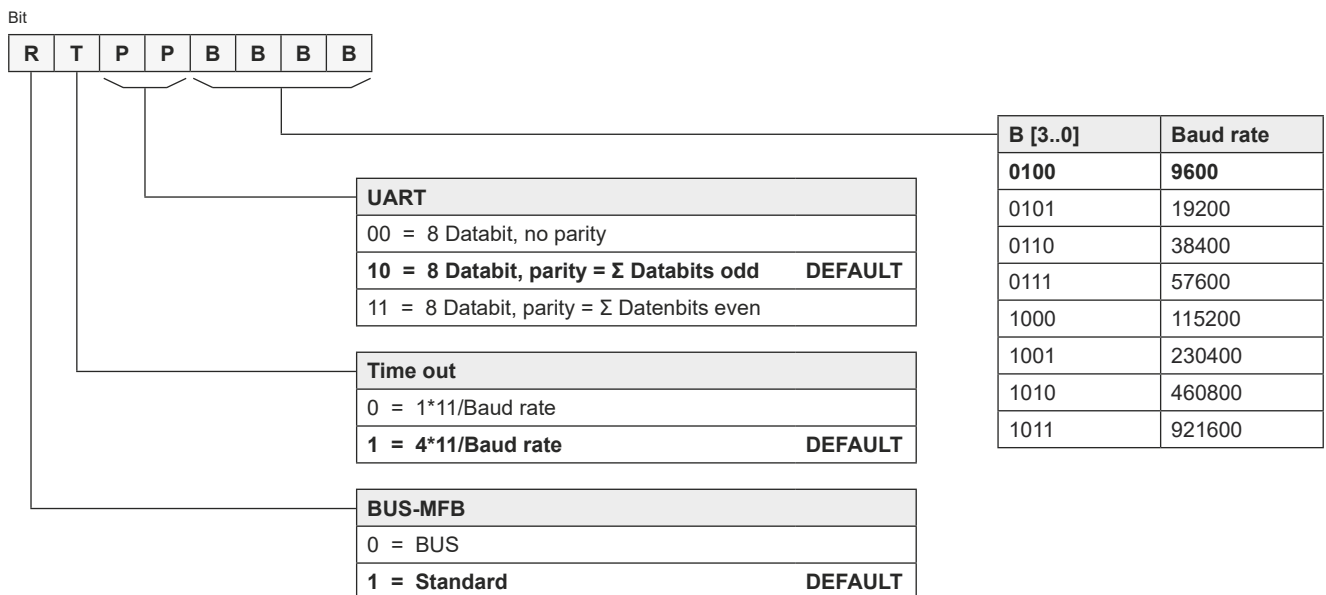 Bit
R T P P B B B B
B [3..0] Baud rate
0100 9600
0101 19200
0110 38400
0111 57600
1000 115200
1001 230400
1010 460800
1011 921600
UART
00 = 8 Databit, no parity
10 = 8 Databit, parity = Σ Databits odd DEFAULT
11 = 8 Databit, parity = Σ Datenbits even
Time out
0 = 1*11/Baud rate
1 = 4*11/Baud rate DEFAULT
BUS-MFB
0 = BUS
1 = Standard DEFAULT